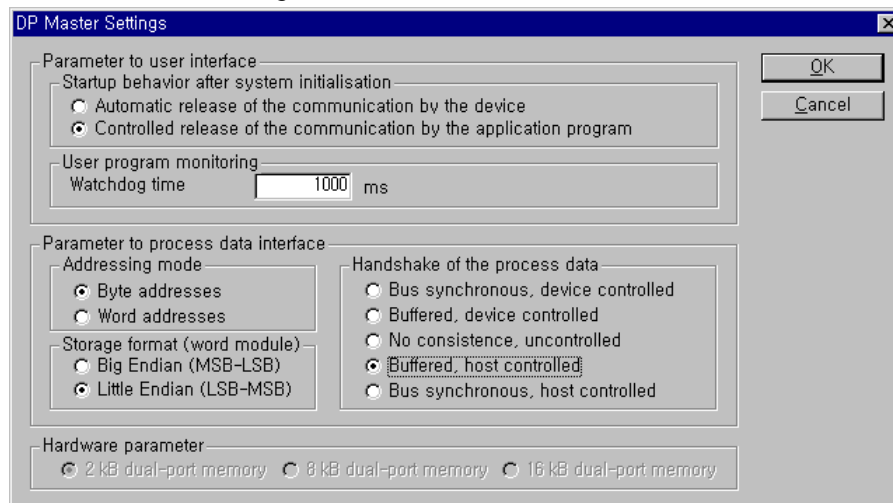 DP Master Settings
Parameter to user interface
Startup behavior after system initialisation
Automatic release of the communication by the device
Controlled release of the communication by the application program
User program monitoring
Watchdog time 1000 ms
OK
Cancel
Parameter to process data interface
Addressing mode
Byte addresses
Word addresses
Storage format (word module)
Big Endian (MSB-LSB)
Little Endian (LSB-MSB)
Handshake of the process data
Bus synchronous, device controlled
Buffered, device controlled
No consistence, uncontrolled
Buffered, host controlled
Bus synchronous, host controlled
Hardware parameter
2 kB dual-port memory 8 kB dual-port memory 16 kB dual-port memory